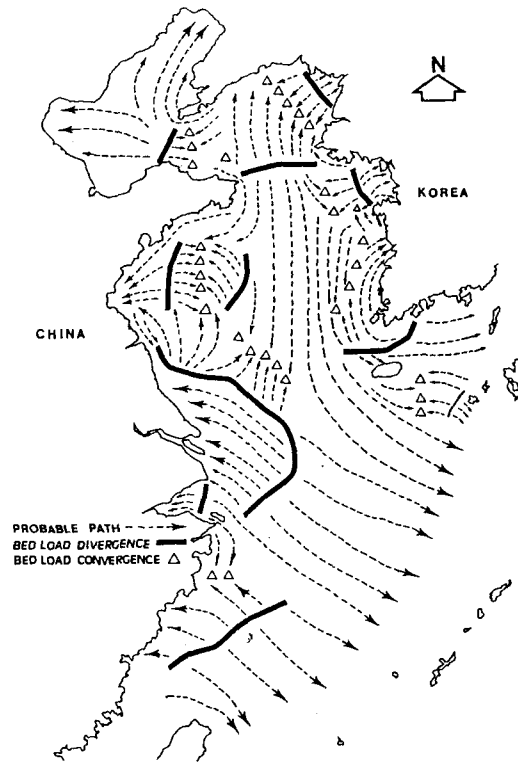 N
KOREA
CHINA
PROBABLE PATH
BED LOAD DIVERGENCE
BED LOAD CONVERGENCE